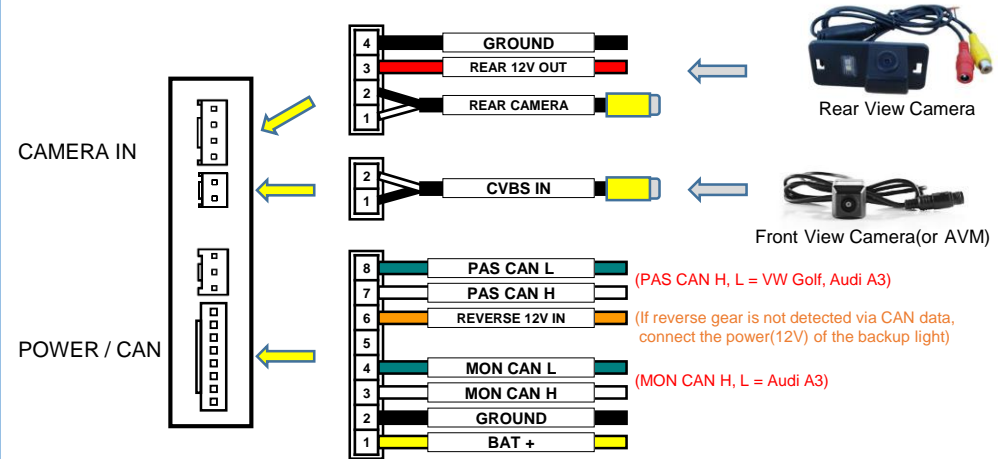 CAMERA IN
4 GROUND
3 REAR 12V OUT
2
REAR CAMERA
1
Rear View Camera
2
CVBS IN
1
Front View Camera(or AVM)
POWER / CAN
8 PAS CAN L
7 PAS CAN H
(PAS CAN H, L = VW Golf, Audi A3)
6 REVERSE 12V IN
(If reverse gear is not detected via CAN data,
connect the power(12V) of the backup light)
5
4 MON CAN L
3 MON CAN H
(MON CAN H, L = Audi A3)
2 GROUND
1 BAT +